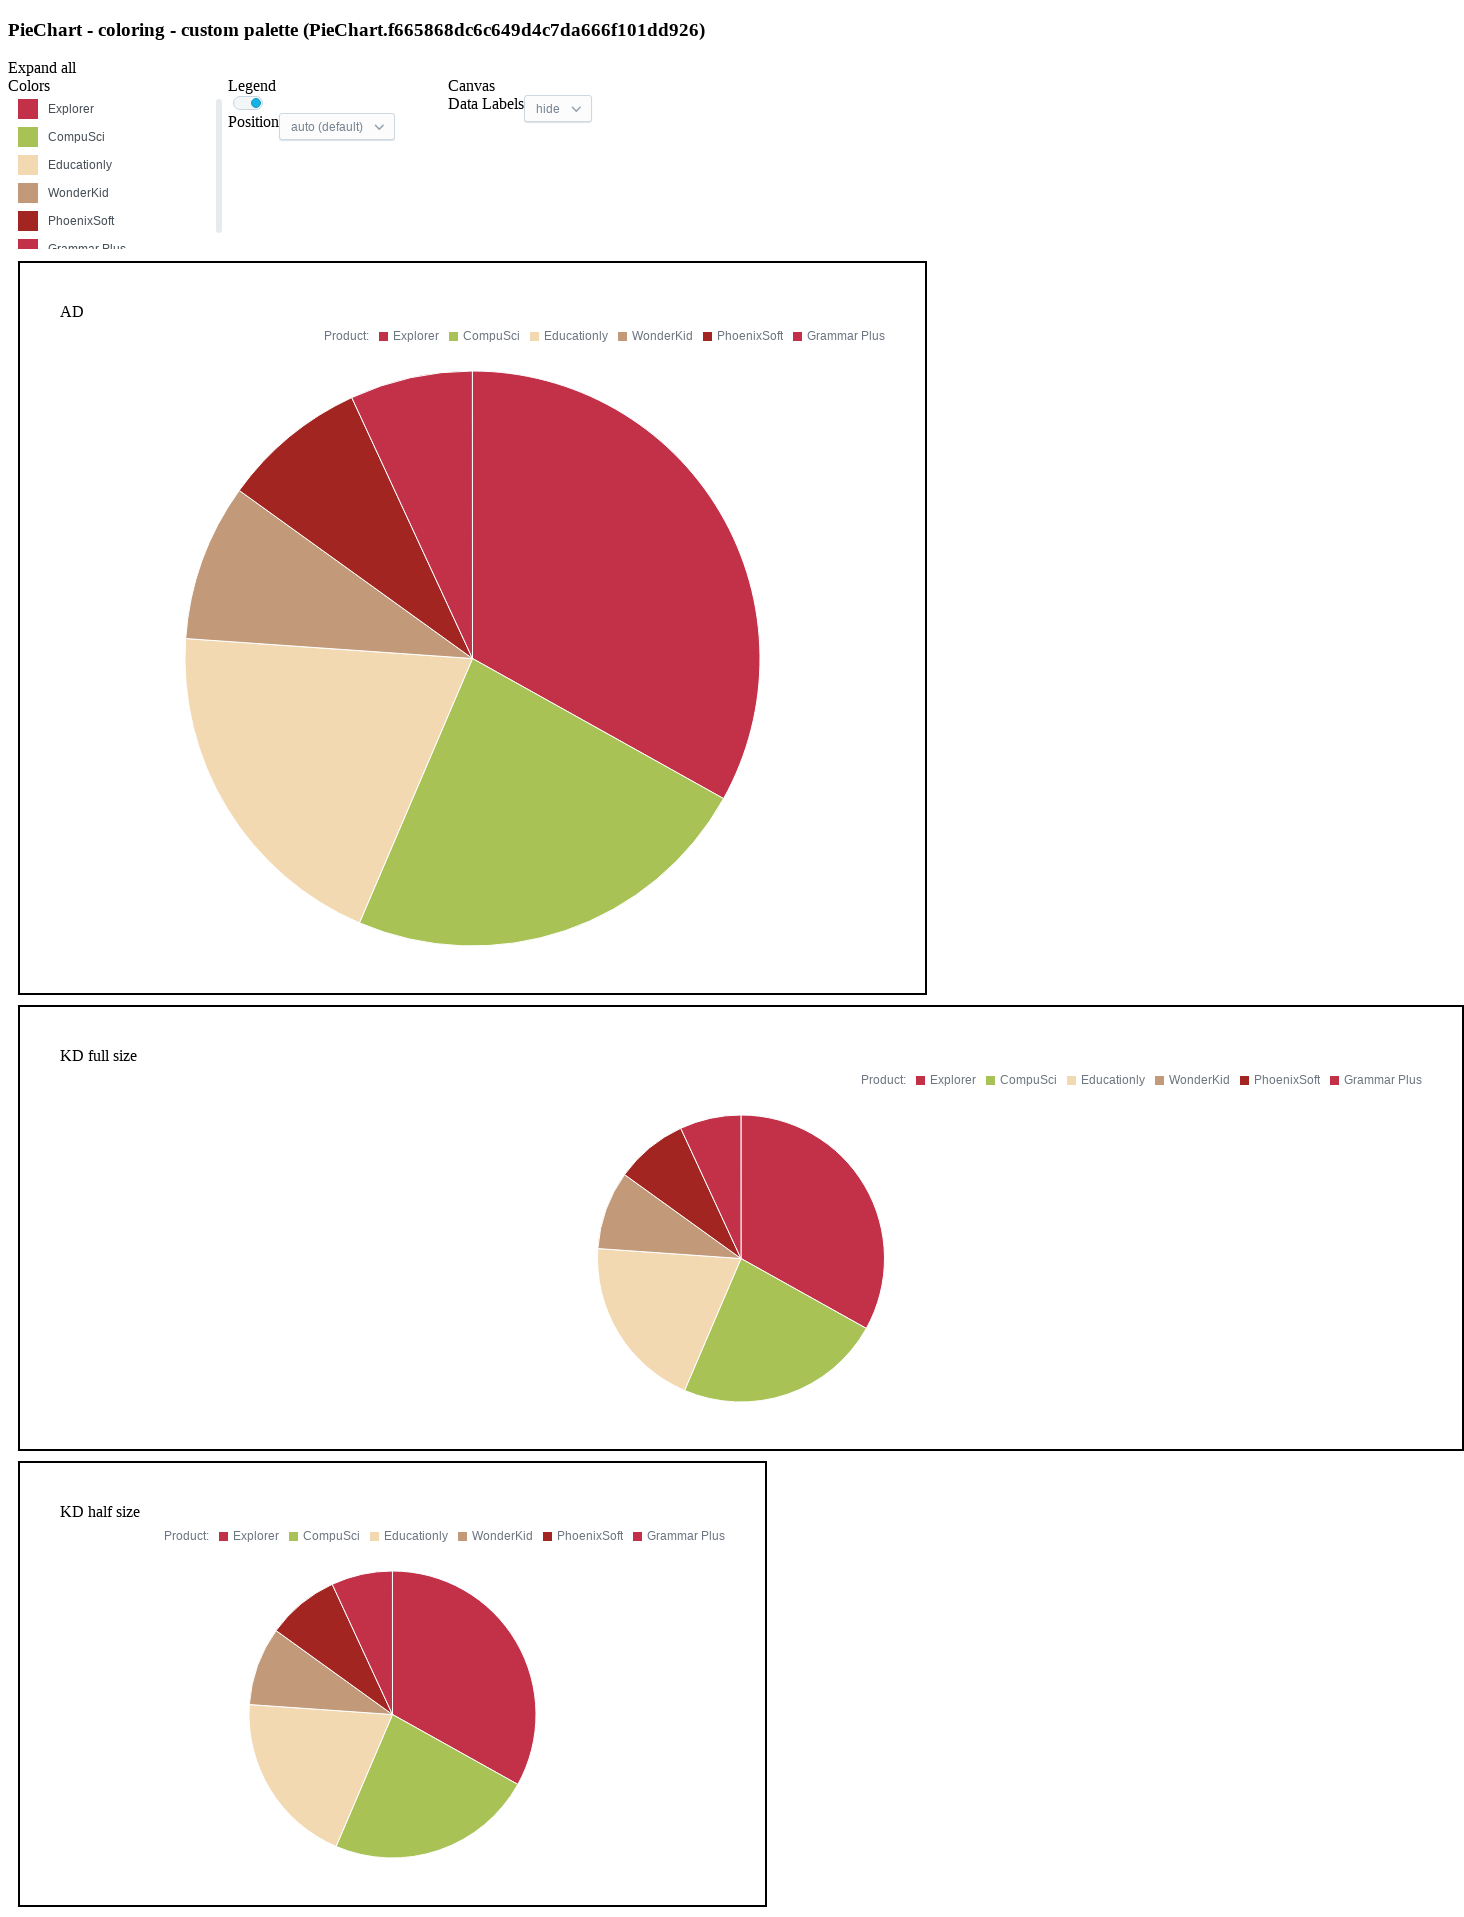 PieChart - coloring - custom palette (PieChart.f665868dc6c649d4c7da666f101dd926)
Expand all
Colors
Explorer
CompuSci
Educationly
WonderKid
PhoenixSoft
Grammar Plus
Legend
Position auto (default)
Canvas
Data Labels hide
AD
Product: Explorer CompuSci Educationly WonderKid PhoenixSoft Grammar Plus
KD full size
Product: Explorer CompuSci Educationly WonderKid PhoenixSoft Grammar Plus
KD half size
Product: Explorer CompuSci Educationly WonderKid PhoenixSoft Grammar Plus